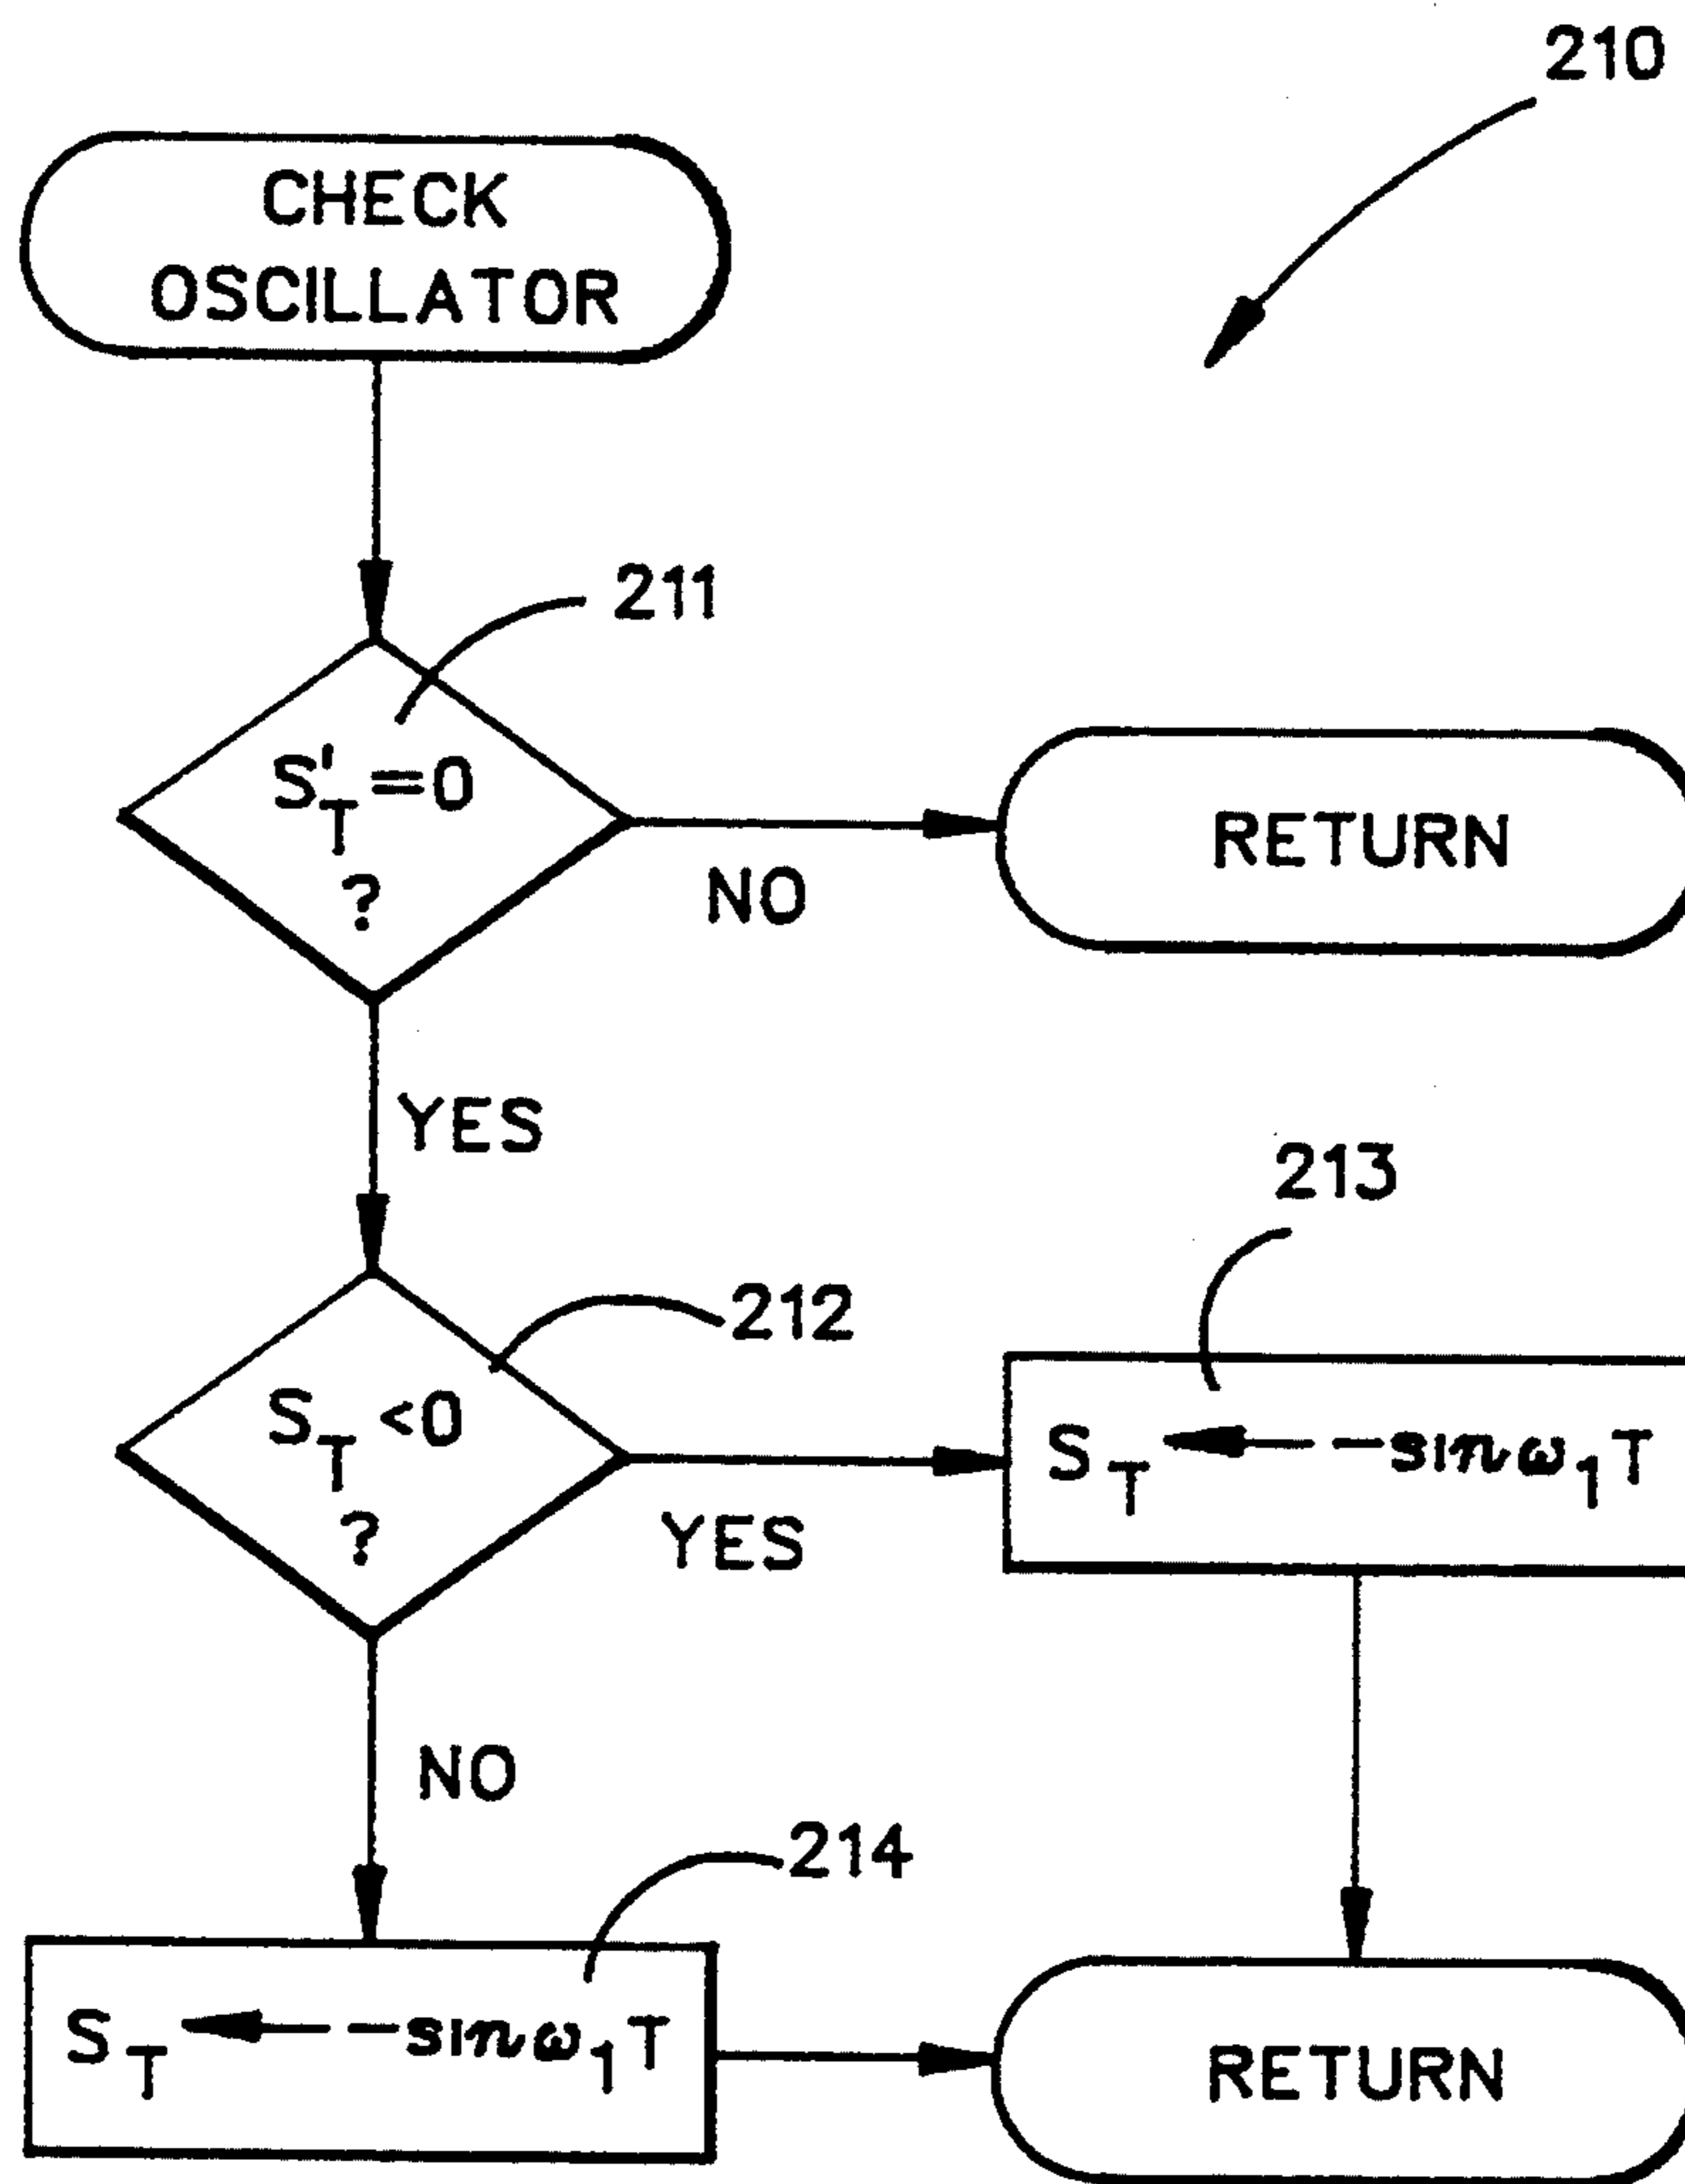 210
CHECK
OSCILLATOR
211
S'T=0
?
NO
RETURN
YES
212
213
ST <0
?
YES
ST ← -sinω1T
NO
214
ST ← -sinω1T
RETURN